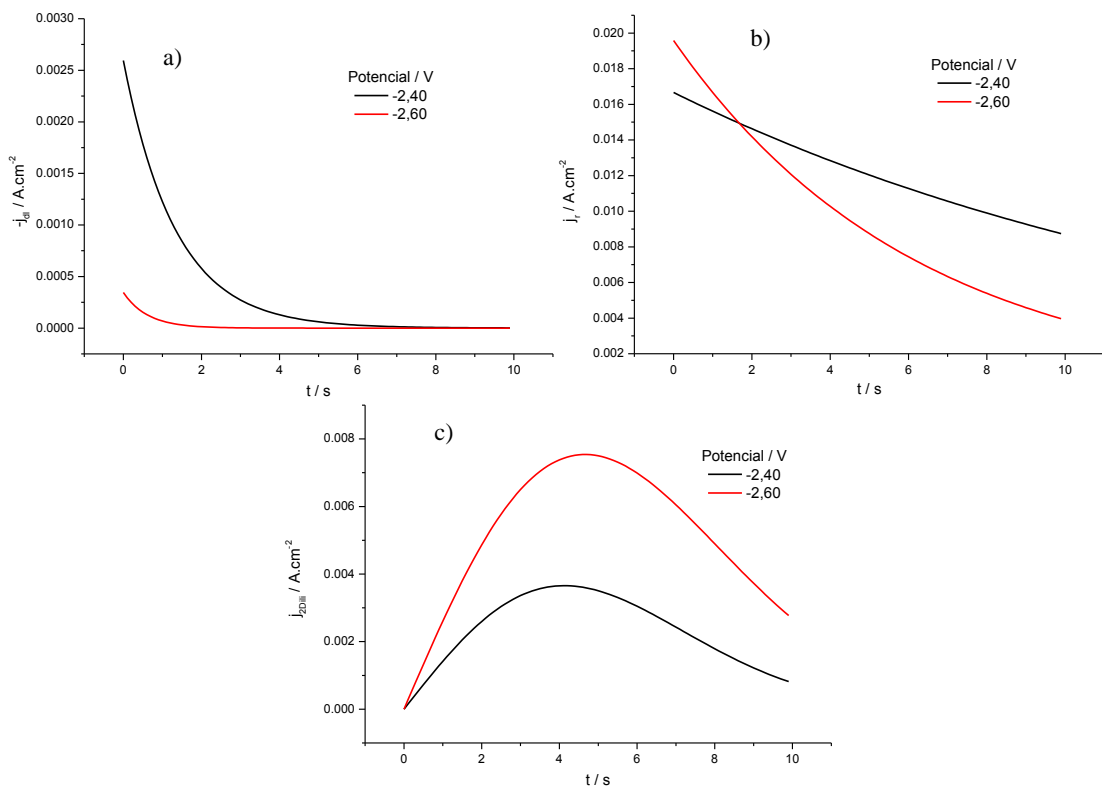 a)
Potencial / V
-2,40
-2,60
0.0030
0.0025
0.0020
0.0015
0.0010
0.0005
0.0000
-j_dl / A.cm⁻²
0 2 4 6 8 10
t / s
b)
Potencial / V
-2,40
-2,60
0.020
0.018
0.016
0.014
0.012
0.010
0.008
0.006
0.004
0.002
j_r / A.cm⁻²
0 2 4 6 8 10
t / s
c)
Potencial / V
-2,40
-2,60
0.008
0.006
0.004
0.002
0.000
j_2Dili / A.cm⁻²
0 2 4 6 8 10
t / s